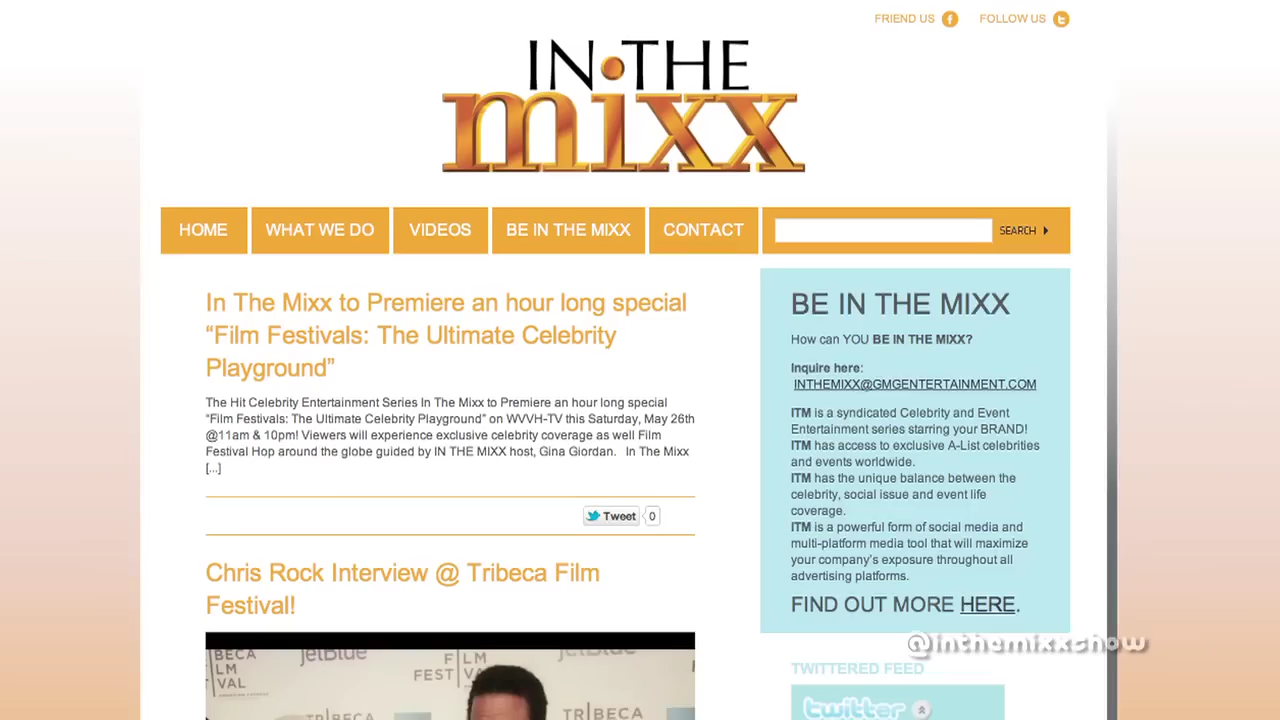 FRIEND US
FOLLOW US
IN THE
mixx
HOME
WHAT WE DO
VIDEOS
BE IN THE MIXX
CONTACT
SEARCH
In The Mixx to Premiere an hour long special
“Film Festivals: The Ultimate Celebrity
Playground”
The Hit Celebrity Entertainment Series In The Mixx to Premiere an hour long special
“Film Festivals: The Ultimate Celebrity Playground” on WVVH-TV this Saturday, May 26th
@11am & 10pm! Viewers will experience exclusive celebrity coverage as well Film
Festival Hop around the globe guided by IN THE MIXX host, Gina Giordan. In The Mixx
[...]
Tweet 0
Chris Rock Interview @ Tribeca Film
Festival!
BECA
LM
VAL
jetBlue
FILM
FEST
TRIBECA
TRIBECA
BE IN THE MIXX
How can YOU BE IN THE MIXX?
Inquire here:
INTHEMIXX@GMGENTERTAINMENT.COM
ITM is a syndicated Celebrity and Event
Entertainment series starring your BRAND!
ITM has access to exclusive A-List celebrities
and events worldwide.
ITM has the unique balance between the
celebrity, social issue and event life
coverage.
ITM is a powerful form of social media and
multi-platform media tool that will maximize
your company's exposure throughout all
advertising platforms.
FIND OUT MORE HERE.
@inthemixxshow
TWITTERED FEED
twitter